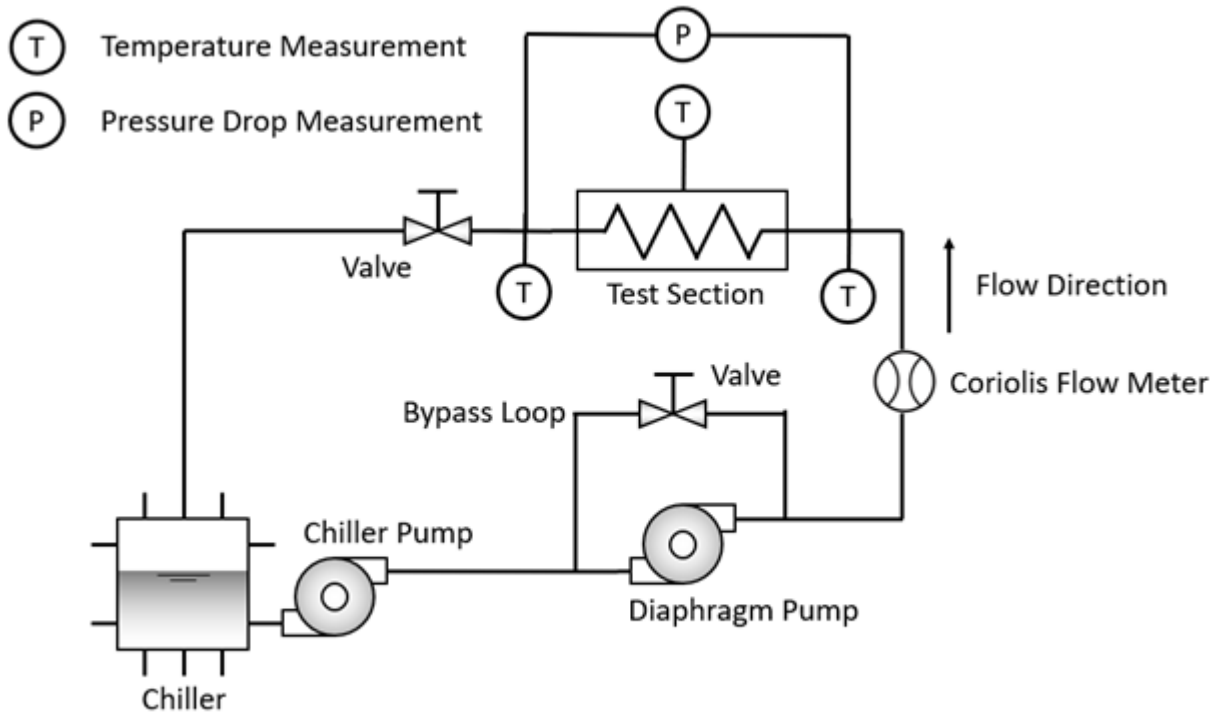 T Temperature Measurement
P Pressure Drop Measurement
P
T
Valve
T
Test Section
T
Flow Direction
Coriolis Flow Meter
Valve
Bypass Loop
Chiller Pump
Diaphragm Pump
Chiller